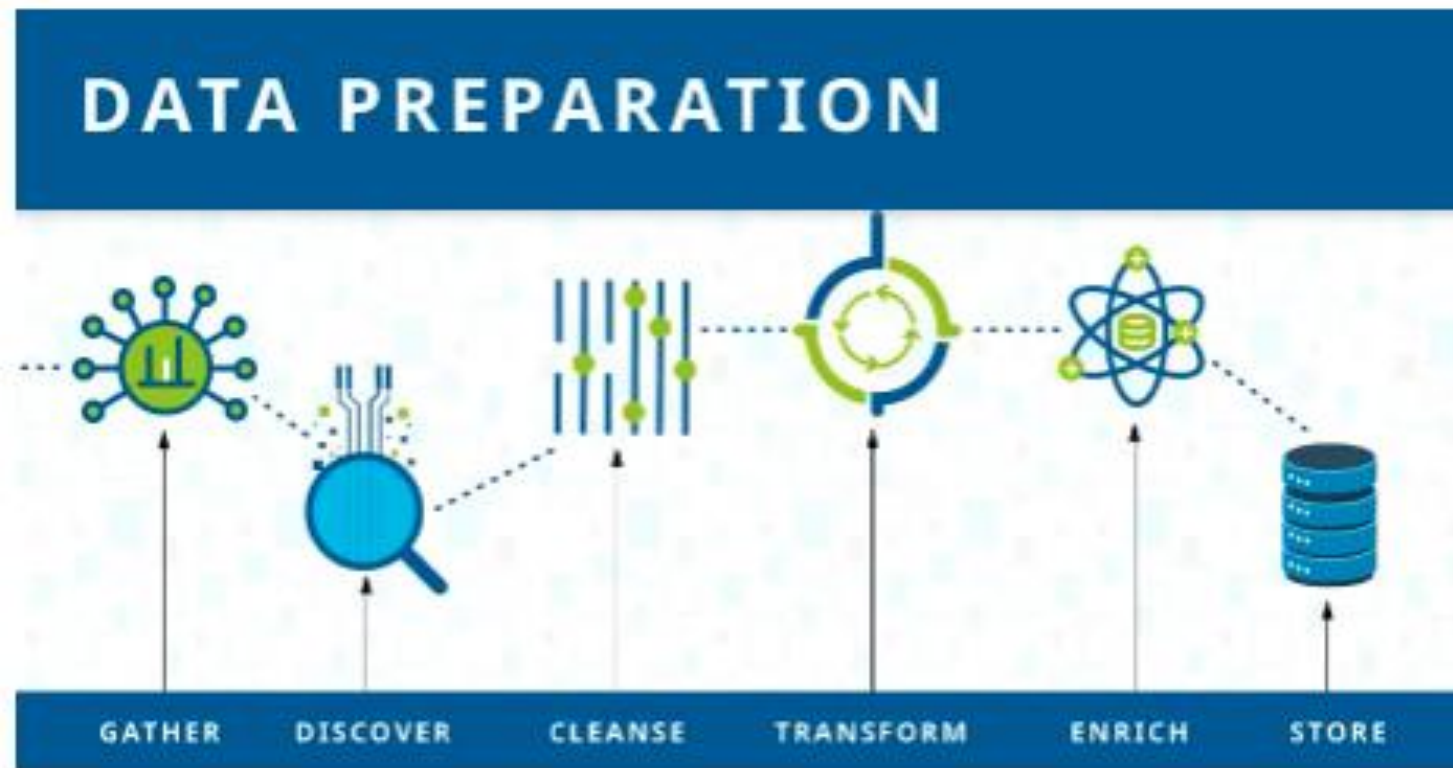 DATA PREPARATION
GATHER DISCOVER CLEANSE TRANSFORM ENRICH STORE